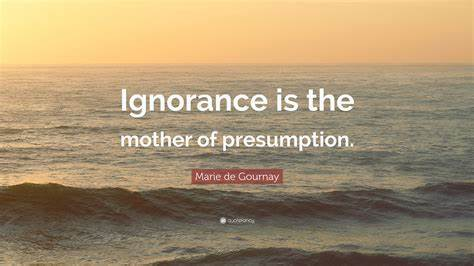 Ignorance is the
mother of presumption.
Marie de Gournay
quotefancy